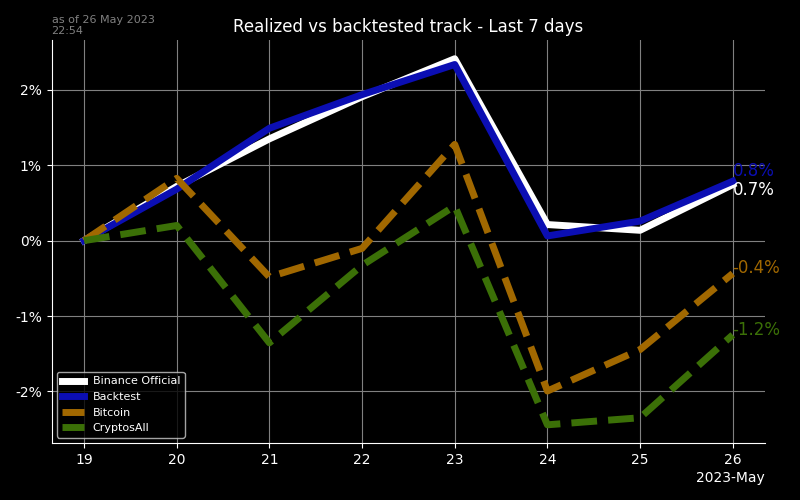 as of 26 May 2023
22:54
Realized vs backtested track - Last 7 days
2%
1%
0%
-1%
-2%
0.8%
0.7%
-0.4%
-1.2%
Binance Official
Backtest
Bitcoin
CryptosAll
19 20 21 22 23 24 25 26
2023-May